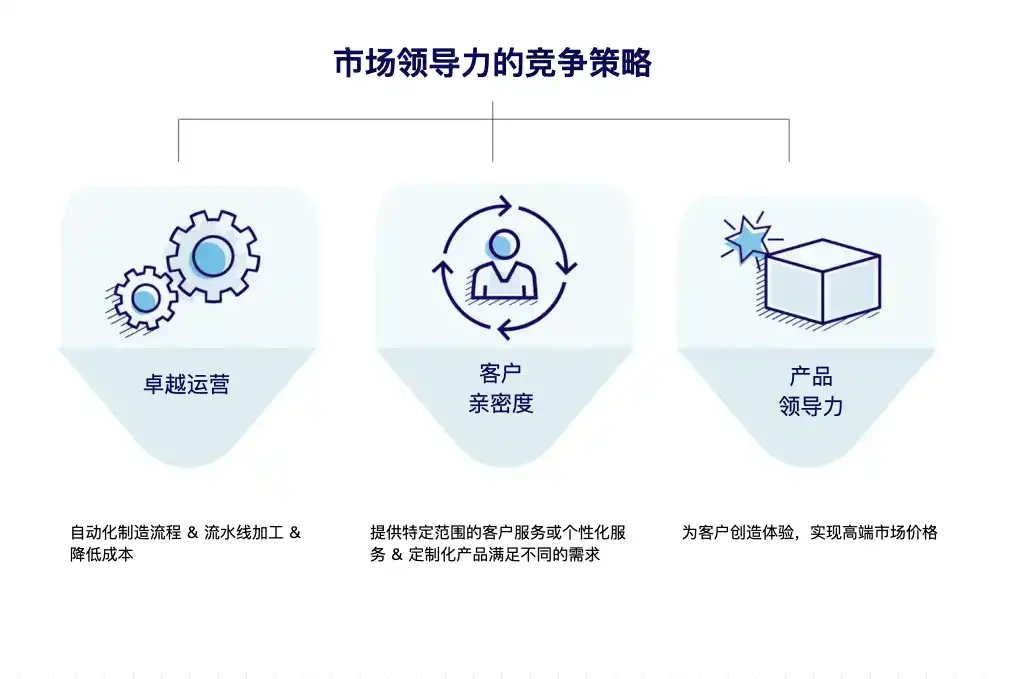 市场领导力的竞争策略
卓越运营
客户
亲密度
产品
领导力
自动化制造流程 & 流水线加工 &
降低成本
提供特定范围的客户服务或个性化服
务 & 定制化产品满足不同的需求
为客户创造体验，实现高端市场价格